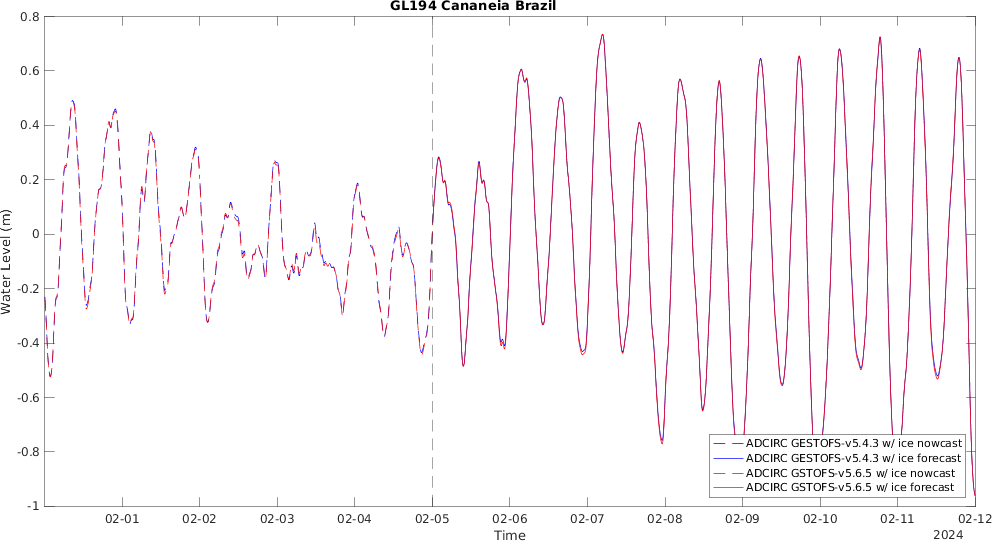 GL194 Cananeia Brazil
0.8
0.6
0.4
0.2
0
-0.2
-0.4
-0.6
-0.8
-1
Water Level (m)
ADCIRC GESTOFS-v5.4.3 w/ ice nowcast
ADCIRC GESTOFS-v5.4.3 w/ ice forecast
ADCIRC GSTOFS-v5.6.5 w/ ice nowcast
ADCIRC GSTOFS-v5.6.5 w/ ice forecast
02-01 02-02 02-03 02-04 02-05 02-06 02-07 02-08 02-09 02-10 02-11 02-12
Time
2024